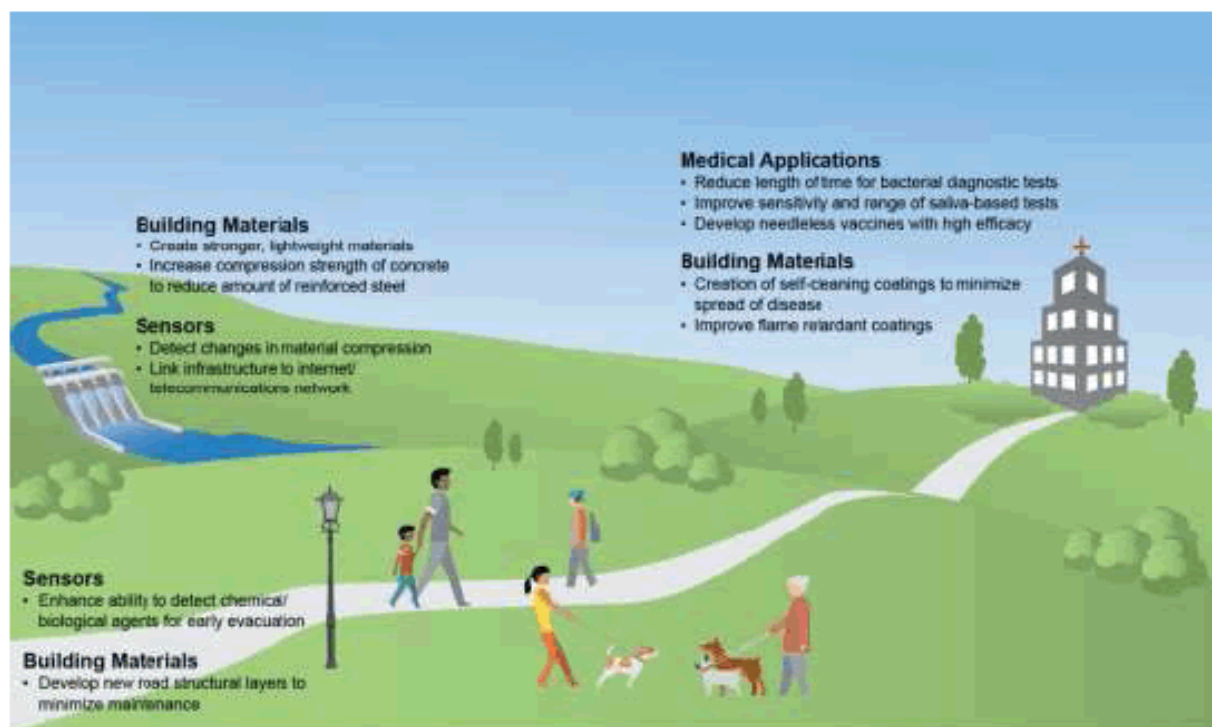 Building Materials
• Create stronger, lightweight materials
• Increase compression strength of concrete
to reduce amount of reinforced steel
Sensors
• Detect changes in material compression
• Link infrastructure to internet/
telecommunications network
Medical Applications
• Reduce length of time for bacterial diagnostic tests
• Improve sensitivity and range of saliva-based tests
• Develop needleless vaccines with high efficacy
Building Materials
• Creation of self-cleaning coatings to minimize
spread of disease
• Improve flame retardant coatings
Sensors
• Enhance ability to detect chemical/
biological agents for early evacuation
Building Materials
• Develop new road structural layers to
minimize maintenance